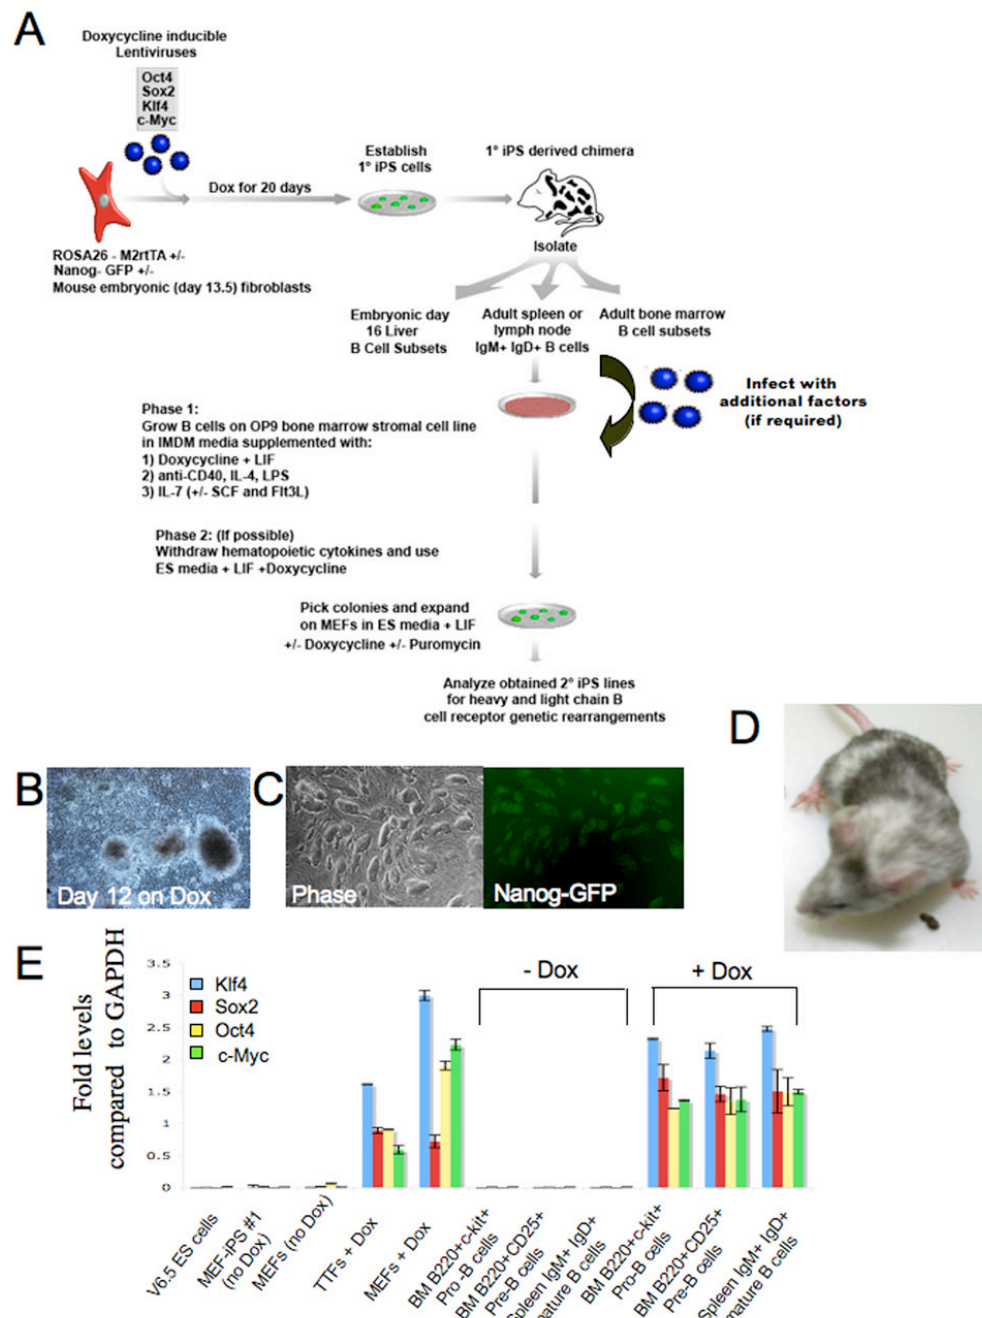 A
Doxycycline inducible
Lentiviruses
Oct4
Sox2
Klf4
c-Myc
Dox for 20 days
Establish
1° iPS cells
1° iPS derived chimera
ROSA26 - M2rtTA +/-
Nanog- GFP +/-
Mouse embryonic (day 13.5) fibroblasts
Isolate
Embryonic day
16 Liver
B Cell Subsets
Adult spleen or
lymph node
IgM+ IgD+ B cells
Adult bone marrow
B cell subsets
Infect with
additional factors
(if required)
Phase 1:
Grow B cells on OP9 bone marrow stromal cell line
in IMDM media supplemented with:
1) Doxycycline + LIF
2) anti-CD40, IL-4, LPS
3) IL-7 (+/- SCF and Flt3L)
Phase 2: (If possible)
Withdraw hematopoietic cytokines and use
ES media + LIF +Doxycycline
Pick colonies and expand
on MEFs in ES media + LIF
+/- Doxycycline +/- Puromycin
Analyze obtained 2° iPS lines
for heavy and light chain B
cell receptor genetic rearrangements
B
Day 12 on Dox
C
Phase
Nanog-GFP
D
E
Fold levels
compared to GAPDH
3.5
3
2.5
2
1.5
1
0.5
0
Klf4
Sox2
Oct4
c-Myc
- Dox
+ Dox
V6.5 ES cells
MEF-iPS #1
(no Dox)
MEFs (no Dox)
TTFs + Dox
MEFs + Dox
BM B220+c-kit+
Pro -B cells
BM B220+CD25+
Pre-B cells
Spleen IgM+ IgD+
mature B cells
BM B220+c-kit+
Pro-B cells
BM B220+CD25+
Pre-B cells
Spleen IgM+ IgD+
mature B cells